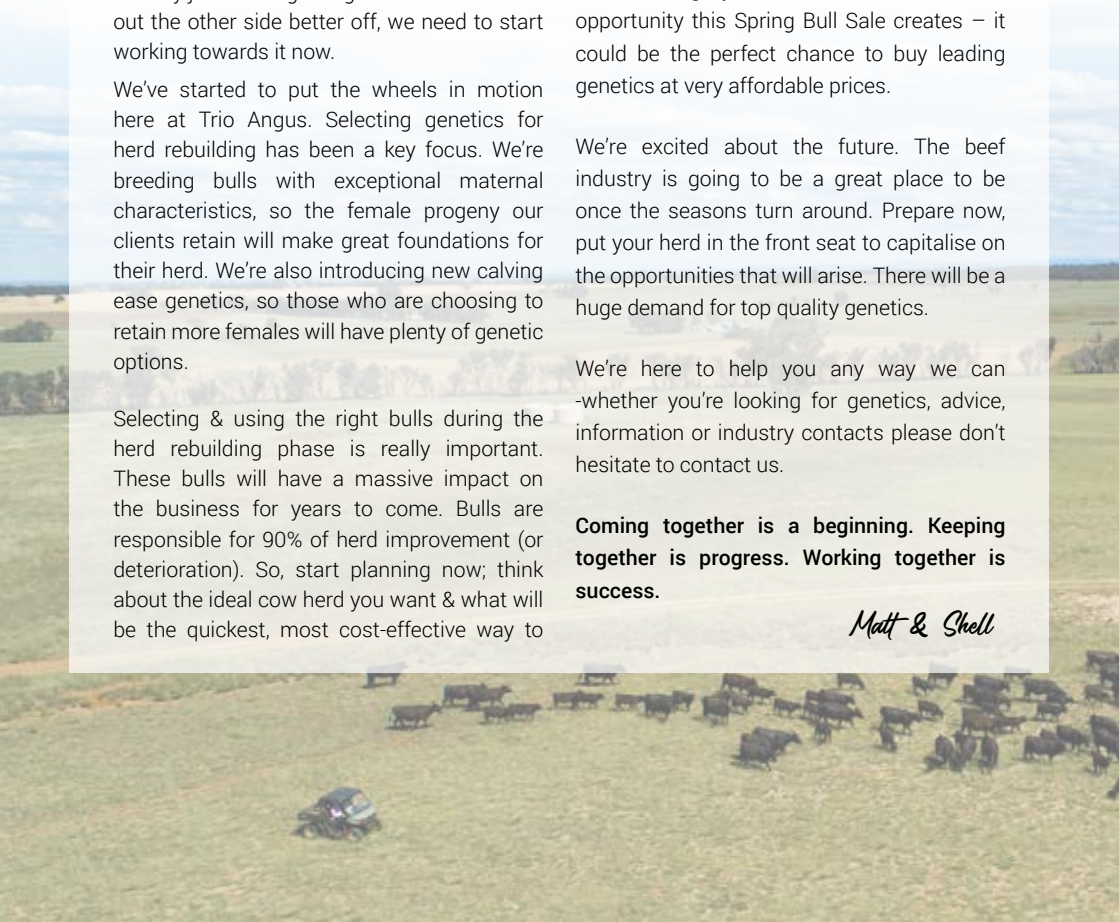 out the other side better off, we need to start
working towards it now.
We’ve started to put the wheels in motion
here at Trio Angus. Selecting genetics for
herd rebuilding has been a key focus. We’re
breeding bulls with exceptional maternal
characteristics, so the female progeny our
clients retain will make great foundations for
their herd. We’re also introducing new calving
ease genetics, so those who are choosing to
retain more females will have plenty of genetic
options.
Selecting & using the right bulls during the
herd rebuilding phase is really important.
These bulls will have a massive impact on
the business for years to come. Bulls are
responsible for 90% of herd improvement (or
deterioration). So, start planning now; think
about the ideal cow herd you want & what will
be the quickest, most cost-effective way to
opportunity this Spring Bull Sale creates – it
could be the perfect chance to buy leading
genetics at very affordable prices.
We’re excited about the future. The beef
industry is going to be a great place to be
once the seasons turn around. Prepare now,
put your herd in the front seat to capitalise on
the opportunities that will arise. There will be a
huge demand for top quality genetics.
We’re here to help you any way we can
-whether you’re looking for genetics, advice,
information or industry contacts please don’t
hesitate to contact us.
Coming together is a beginning. Keeping
together is progress. Working together is
success.
Matt & Shell